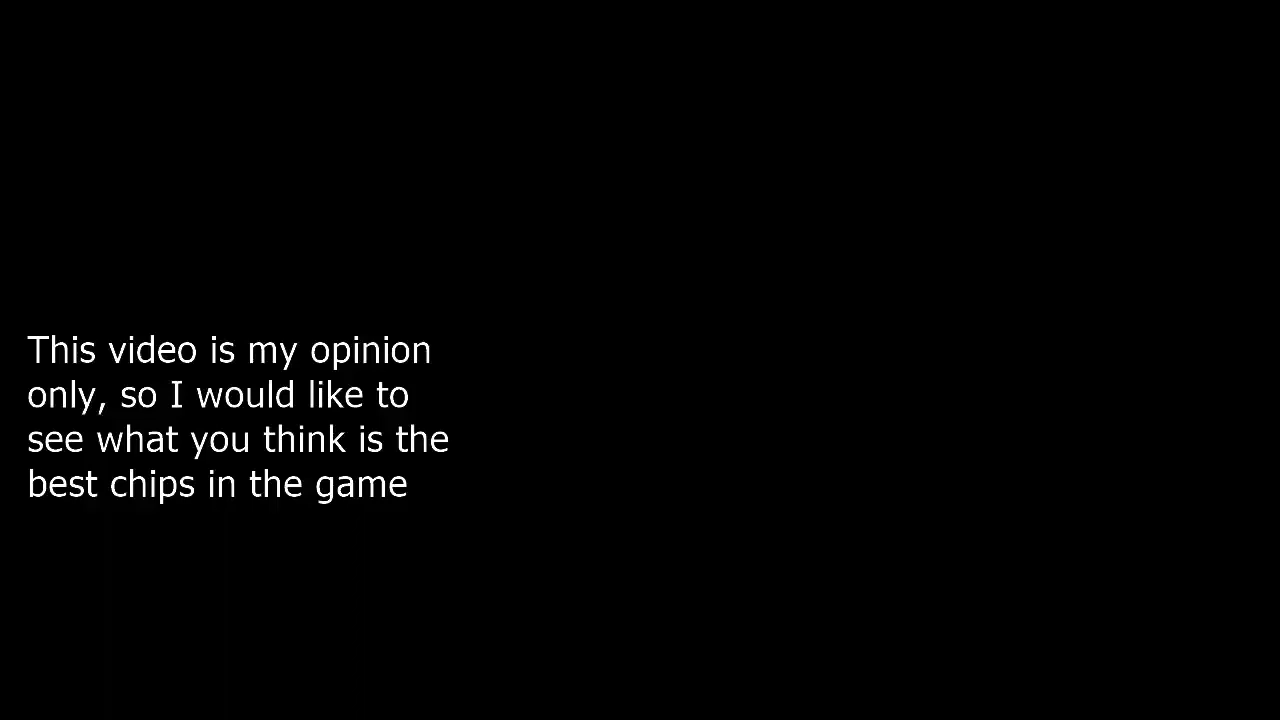 This video is my opinion
only, so I would like to
see what you think is the
best chips in the game